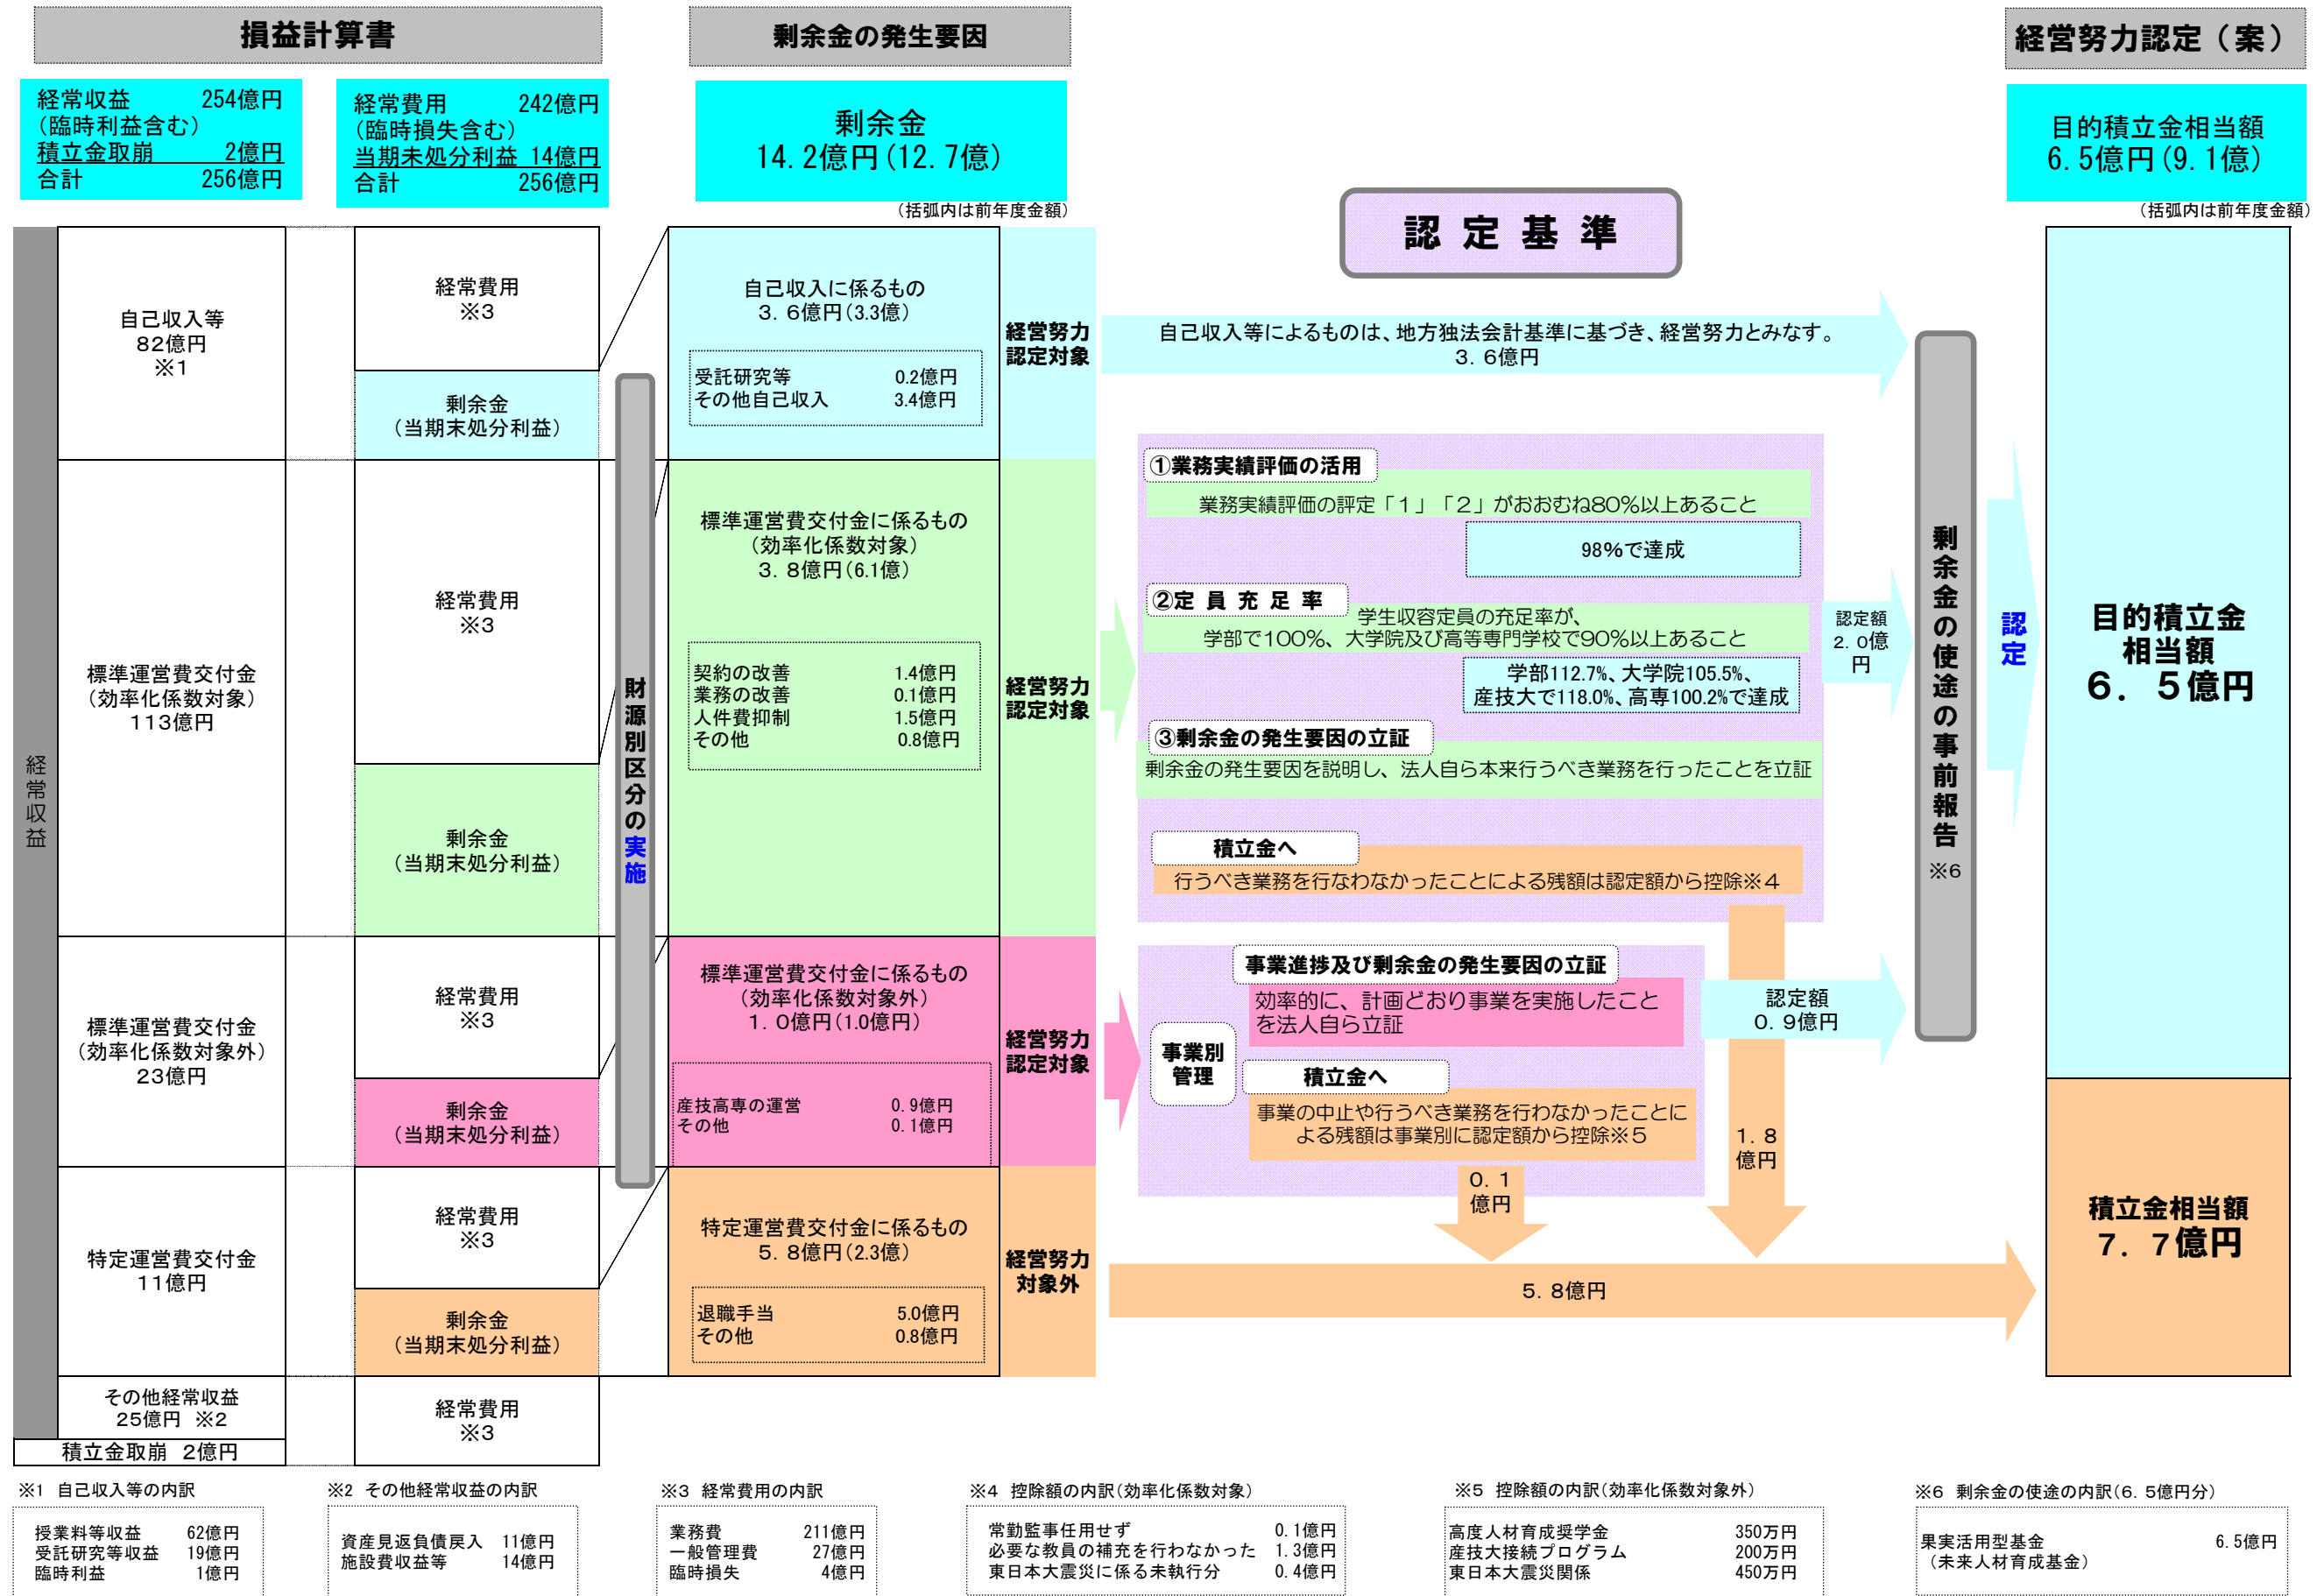 損益計算書
経常収益 254億円
（臨時利益含む）
積立金取崩 2億円
合計 256億円
経常費用 242億円
（臨時損失含む）
当期未処分利益 14億円
合計 256億円
剰余金の発生要因
剰余金
14.2億円(12.7億)
（括弧内は前年度金額）
経営努力認定（案）
目的積立金相当額
6.5億円(9.1億)
（括弧内は前年度金額）
認 定 基 準
経常収益
自己収入等
82億円
※1
経常費用
※3
剰余金
（当期末処分利益）
標準運営費交付金
（効率化係数対象）
113億円
経常費用
※3
剰余金
（当期末処分利益）
標準運営費交付金
（効率化係数対象外）
23億円
経常費用
※3
剰余金
（当期末処分利益）
特定運営費交付金
11億円
経常費用
※3
剰余金
（当期末処分利益）
その他経常収益
25億円 ※2
積立金取崩 2億円
経常費用
※3
財源別区分の実施
自己収入に係るもの
3．6億円（3.3億）
受託研究等 0.2億円
その他自己収入 3.4億円
経営努力
認定対象
標準運営費交付金に係るもの
（効率化係数対象）
3．8億円（6.1億）
契約の改善 1.4億円
業務の改善 0.1億円
人件費抑制 1.5億円
その他 0.8億円
経営努力
認定対象
標準運営費交付金に係るもの
（効率化係数対象外）
1．0億円（1.0億円）
産技高専の運営 0.9億円
その他 0.1億円
経営努力
認定対象
特定運営費交付金に係るもの
5．8億円（2.3億）
退職手当 5.0億円
その他 0.8億円
経営努力
対象外
自己収入等によるものは、地方独法会計基準に基づき、経営努力とみなす。
3．6億円
①業務実績評価の活用
業務実績評価の評定「１」「２」がおおむね80％以上あること
98％で達成
②定 員 充 足 率
学生収容定員の充足率が、
学部で100％、大学院及び高等専門学校で90％以上あること
学部112.7％、大学院105.5％、
産技大で118.0％、高専100.2％で達成
③剰余金の発生要因の立証
剰余金の発生要因を説明し、法人自ら本来行うべき業務を行ったことを立証
積立金へ
行うべき業務を行なわなかったことによる残額は認定額から控除※４
認定額
2．0億
円
事業別
管理
事業進捗及び剰余金の発生要因の立証
効率的に、計画どおり事業を実施したこと
を法人自ら立証
積立金へ
事業の中止や行うべき業務を行わなかったことに
よる残額は事業別に認定額から控除※５
認定額
0．9億円
1．8
億円
0．1
億円
5．8億円
剰余金の使途の事前報告
※6
認定
目的積立金
相当額
6．5億円
積立金相当額
7．7億円
※1 自己収入等の内訳
授業料等収益 62億円
受託研究等収益 19億円
臨時利益 1億円
※2 その他経常収益の内訳
資産見返負債戻入 11億円
施設費収益等 14億円
※3 経常費用の内訳
業務費 211億円
一般管理費 27億円
臨時損失 4億円
※4 控除額の内訳（効率化係数対象）
常勤監事任用せず 0.1億円
必要な教員の補充を行わなかった 1.3億円
東日本大震災に係る未執行分 0.4億円
※5 控除額の内訳（効率化係数対象外）
高度人材育成奨学金 350万円
産技大接続プログラム 200万円
東日本大震災関係 450万円
※6 剰余金の使途の内訳（6.5億円分）
果実活用型基金 6.5億円
（未来人材育成基金）